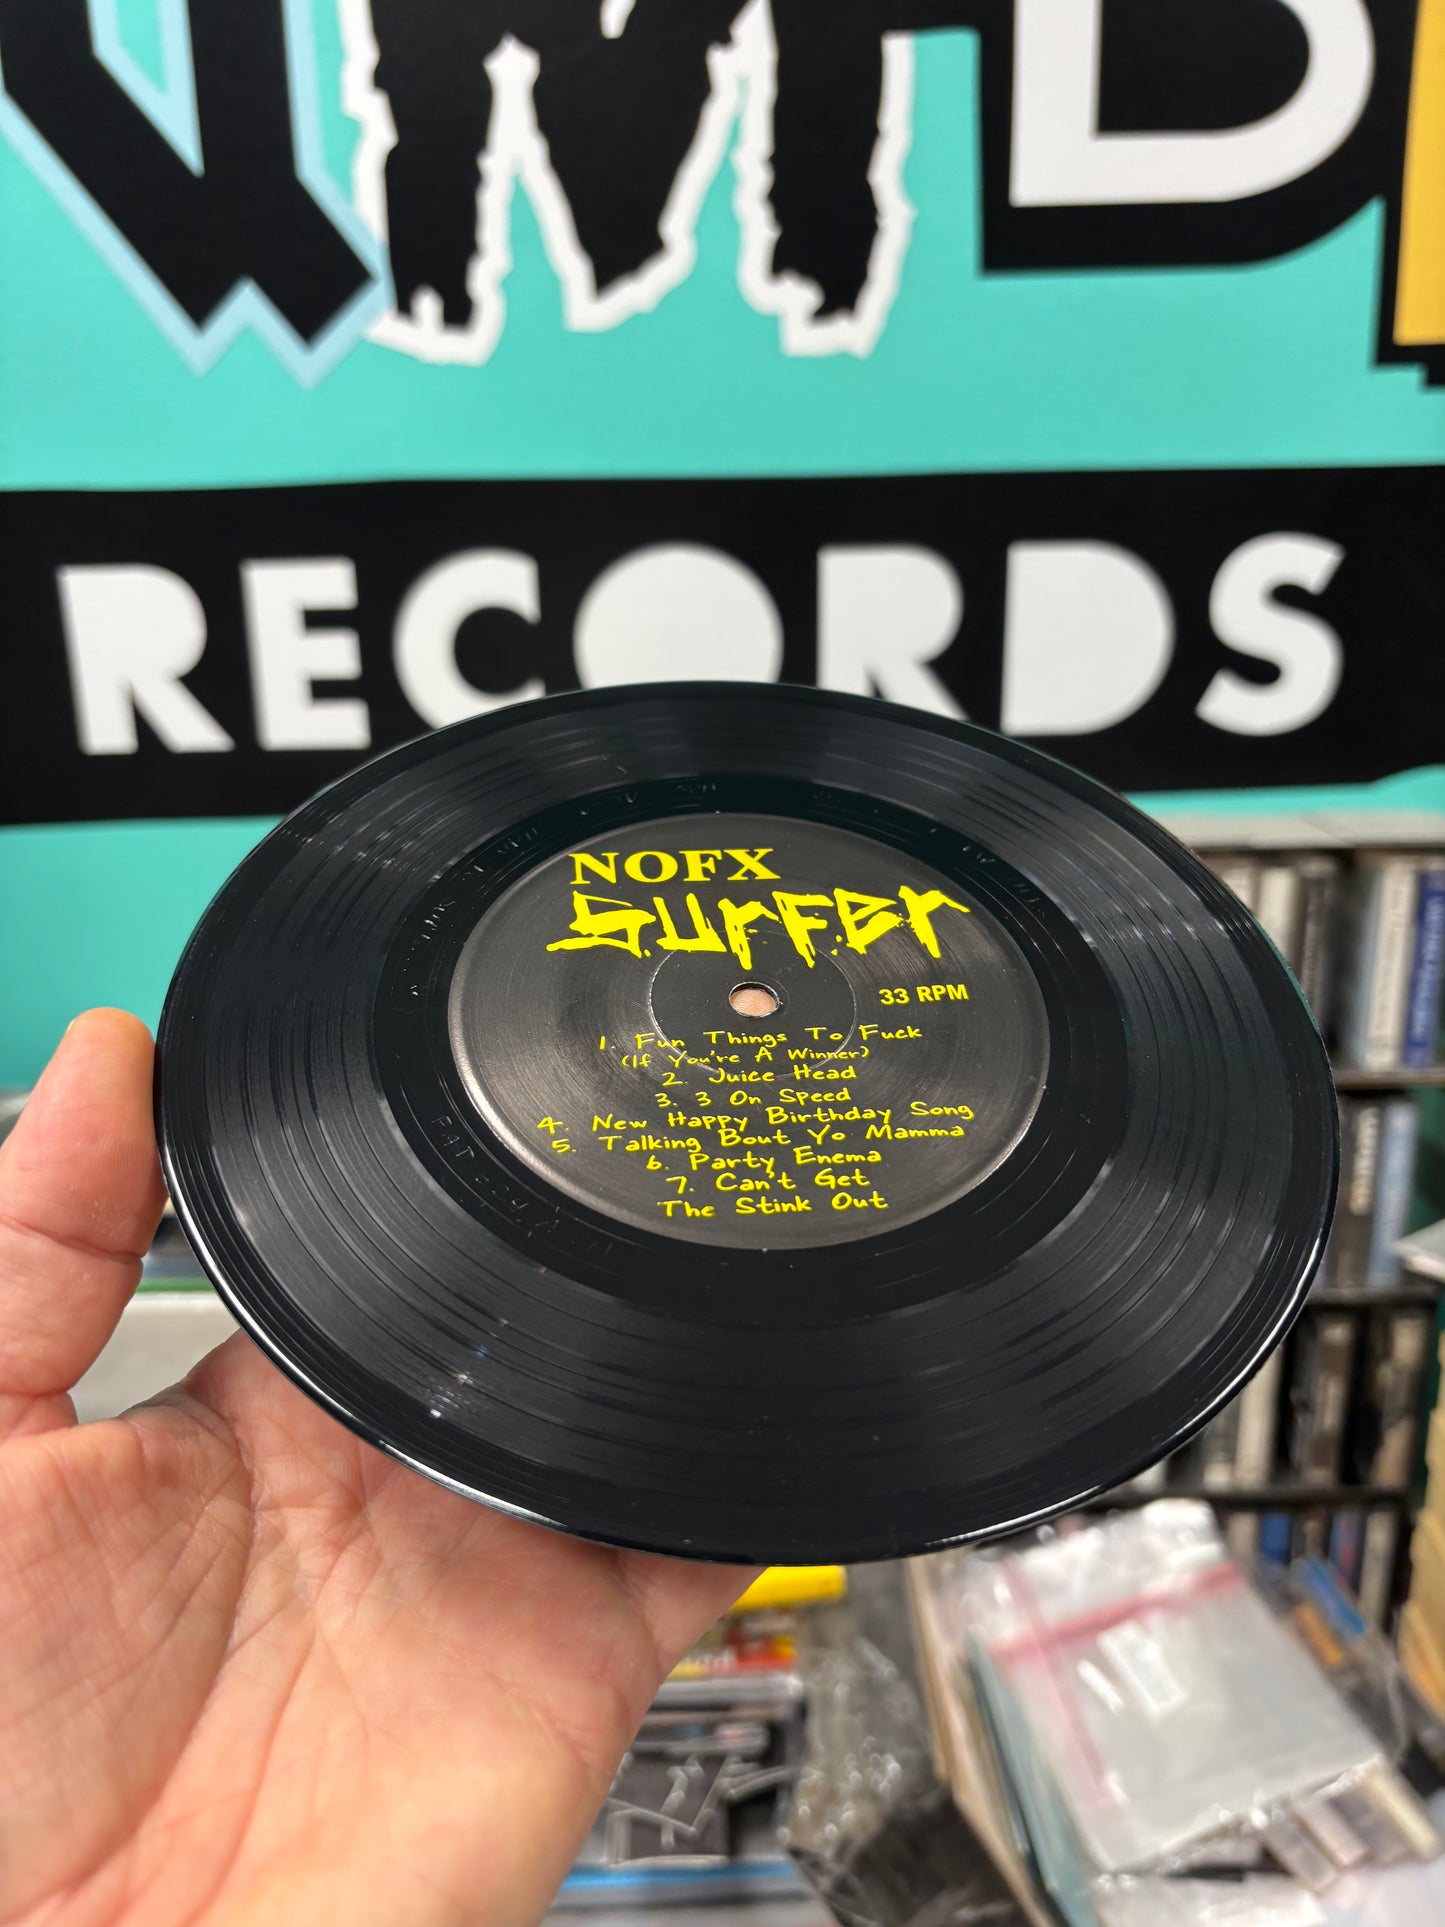 RECORDS
NOFX
SURFER
33 RPM
1. Fun Things To Fuck
(If You're A Winner)
2. Juice Head
3. 3 On Speed
4. New Happy Birthday Song
5. Talking Bout Yo Mamma
6. Party Enema
7. Can't Get
The Stink Out